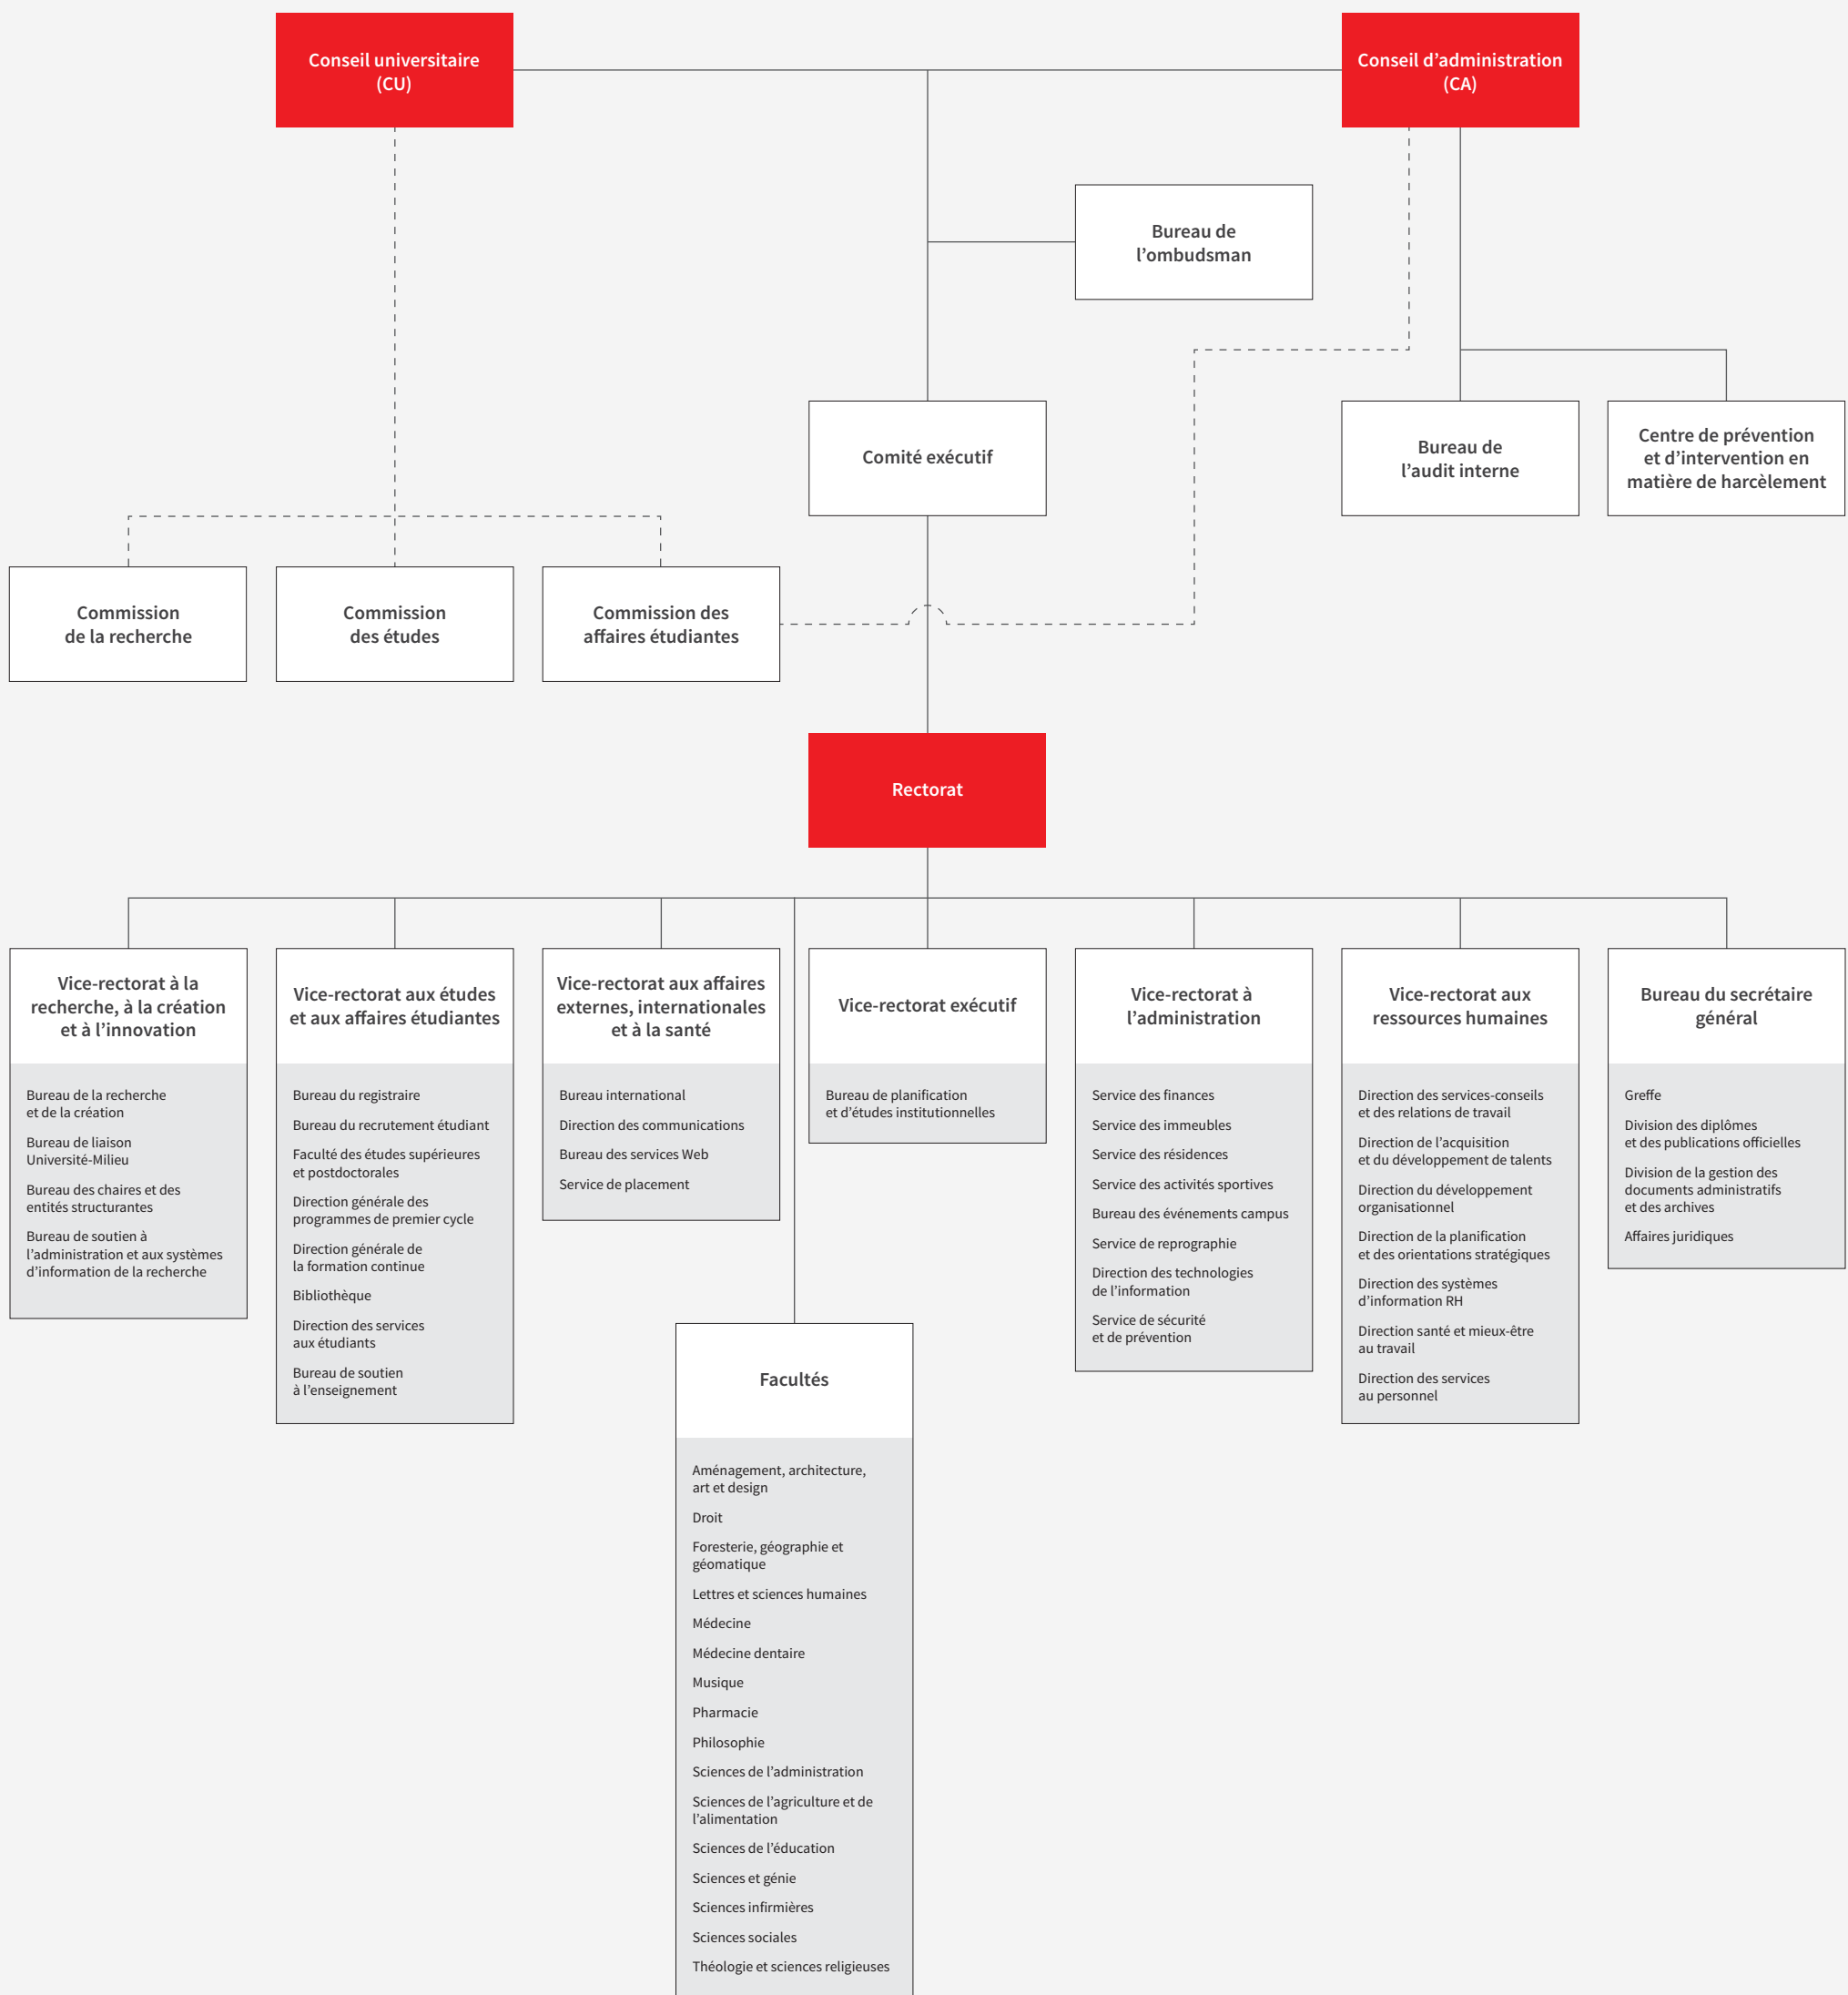 Conseil universitaire
(CU)
Conseil d’administration
(CA)
Bureau de
l’ombudsman
Comité exécutif
Bureau de
l’audit interne
Centre de prévention
et d’intervention en
matière de harcèlement
Commission
de la recherche
Commission
des études
Commission des
affaires étudiantes
Rectorat
Vice-rectorat à la
recherche, à la création
et à l’innovation
Bureau de la recherche
et de la création
Bureau de liaison
Université-Milieu
Bureau des chaires et des
entités structurantes
Bureau de soutien à
l’administration et aux systèmes
d’information de la recherche
Vice-rectorat aux études
et aux affaires étudiantes
Bureau du registraire
Bureau du recrutement étudiant
Faculté des études supérieures
et postdoctorales
Direction générale des
programmes de premier cycle
Direction générale de
la formation continue
Bibliothèque
Direction des services
aux étudiants
Bureau de soutien
à l’enseignement
Vice-rectorat aux affaires
externes, internationales
et à la santé
Bureau international
Direction des communications
Bureau des services Web
Service de placement
Vice-rectorat exécutif
Bureau de planification
et d’études institutionnelles
Vice-rectorat à
l’administration
Service des finances
Service des immeubles
Service des résidences
Service des activités sportives
Bureau des événements campus
Service de reprographie
Direction des technologies
de l’information
Service de sécurité
et de prévention
Vice-rectorat aux
ressources humaines
Direction des services-conseils
et des relations de travail
Direction de l’acquisition
et du développement de talents
Direction du développement
organisationnel
Direction de la planification
et des orientations stratégiques
Direction des systèmes
d’information RH
Direction santé et mieux-être
au travail
Direction des services
au personnel
Bureau du secrétaire
général
Greffe
Division des diplômes
et des publications officielles
Division de la gestion des
documents administratifs
et des archives
Affaires juridiques
Facultés
Aménagement, architecture,
art et design
Droit
Foresterie, géographie et
géomatique
Lettres et sciences humaines
Médecine
Médecine dentaire
Musique
Pharmacie
Philosophie
Sciences de l’administration
Sciences de l’agriculture et de
l’alimentation
Sciences de l’éducation
Sciences et génie
Sciences infirmières
Sciences sociales
Théologie et sciences religieuses